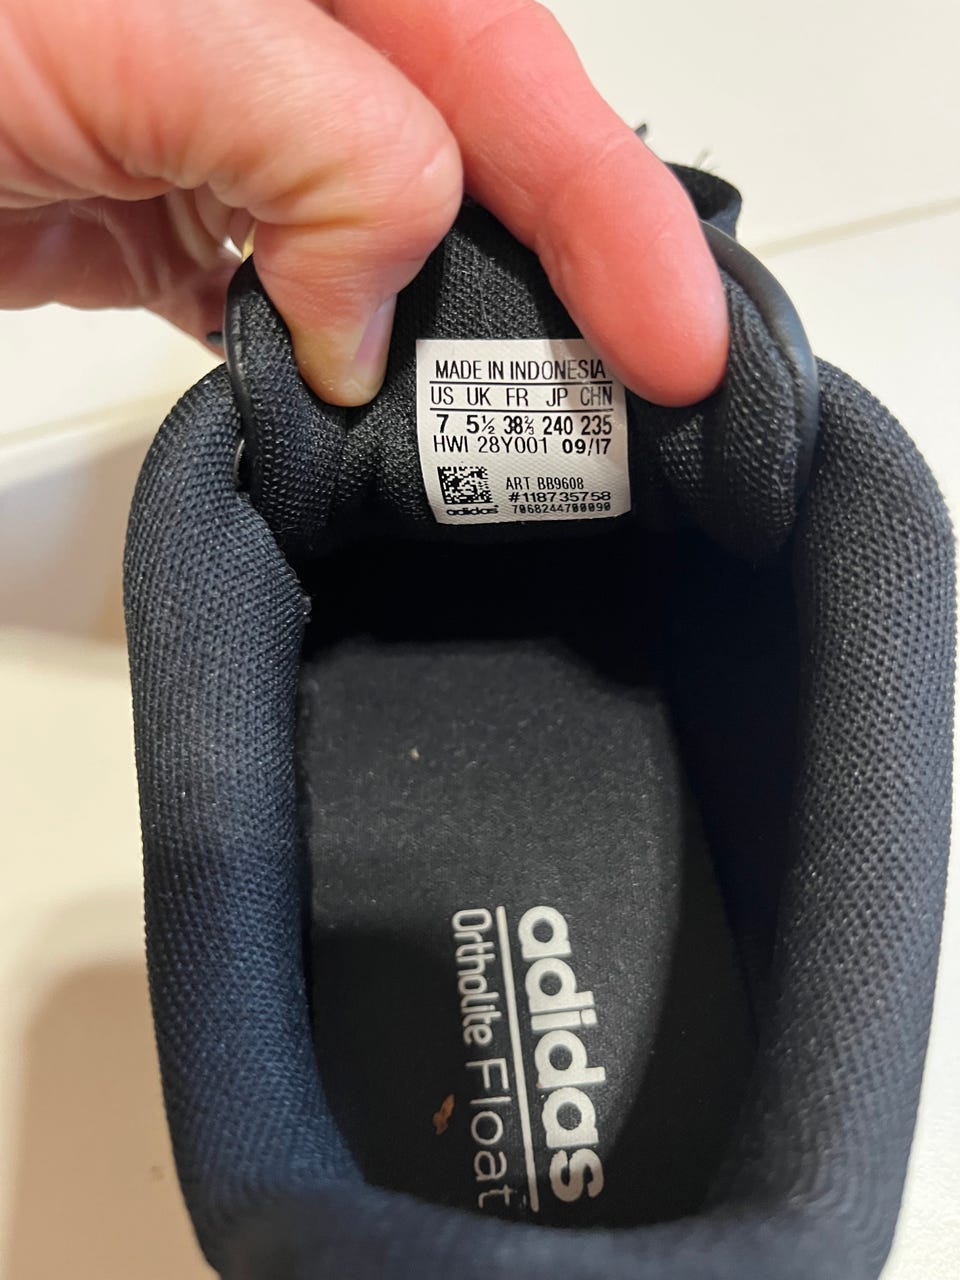 MADE IN INDONESIA
US UK FR JP CHN
7 5½ 38⅔ 240 235
HWI 28Y001 09/17
ART BB9608
#118735758
adidas 7068244700090
adidas
Ortholite Float